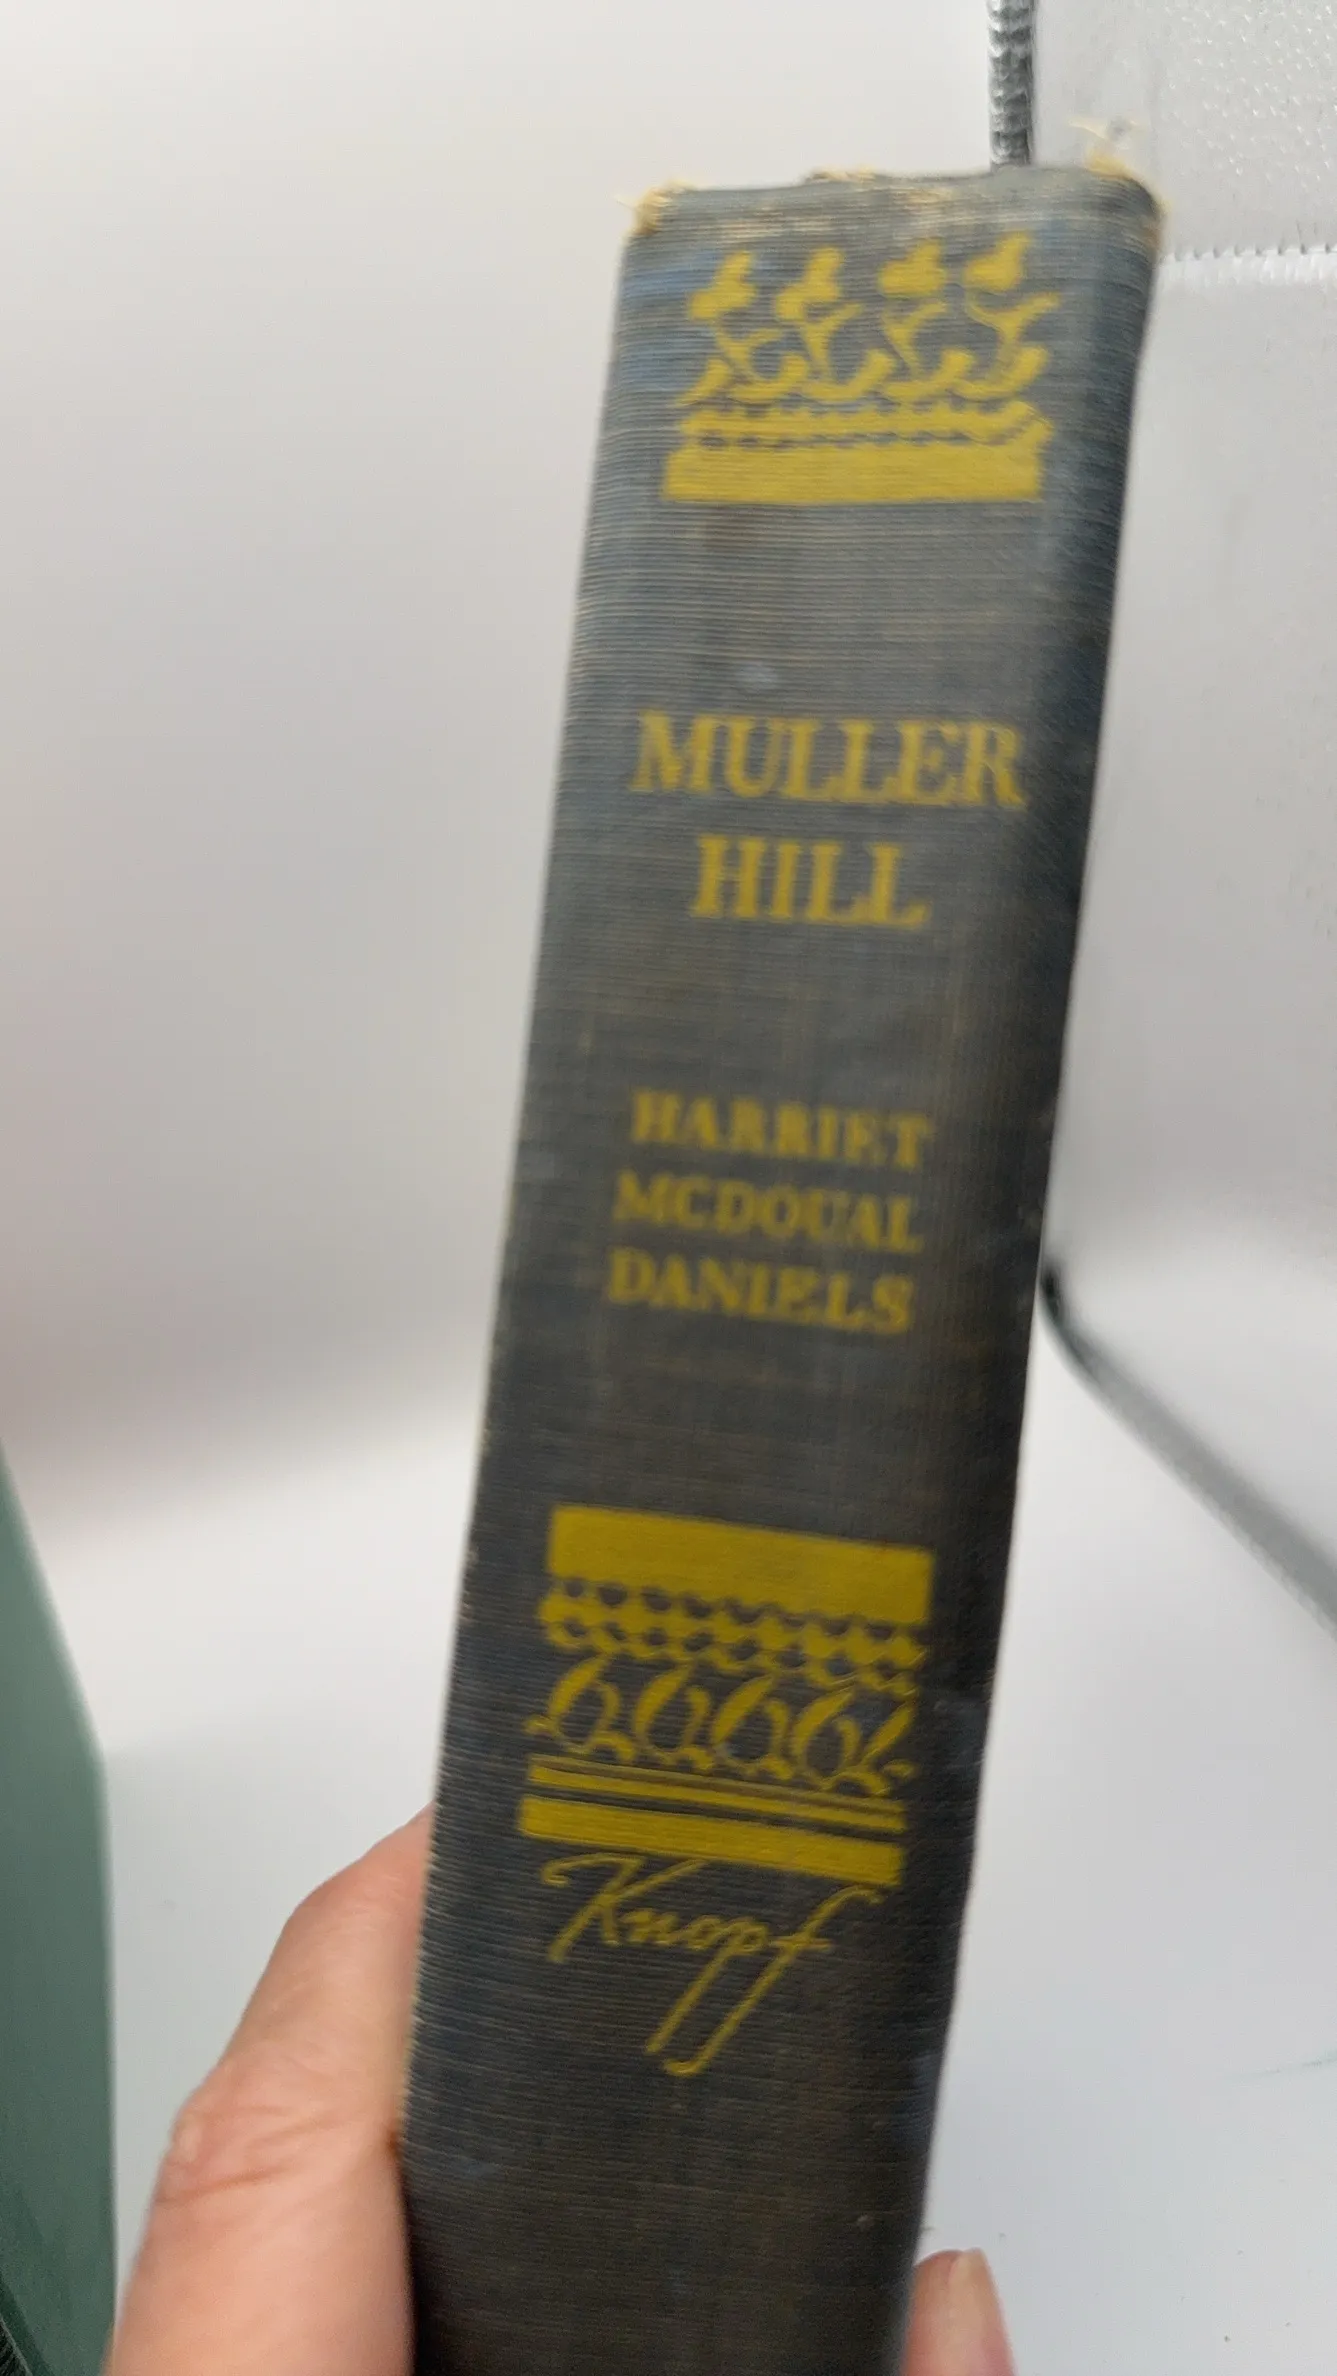 MULLER
HILL
HARRIET
MCDOUAL
DANIELS
Knopf